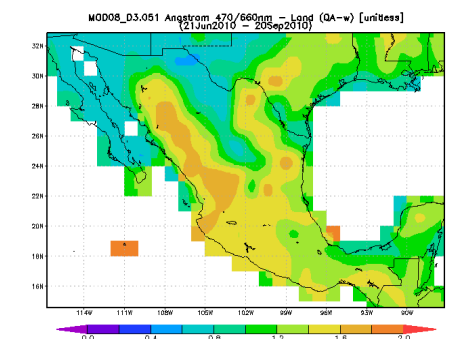 MOD08_D3.051 Angstrom 470/660nm – Land (QA-w) [unitless]
(21Jun2010 – 20Sep2010)
32N
30N
28N
26N
24N
22N
20N
18N
16N
114W 111W 108W 105W 102W 99W 96W 93W 90W
0.0 0.4 0.8 1.2 1.6 2.0